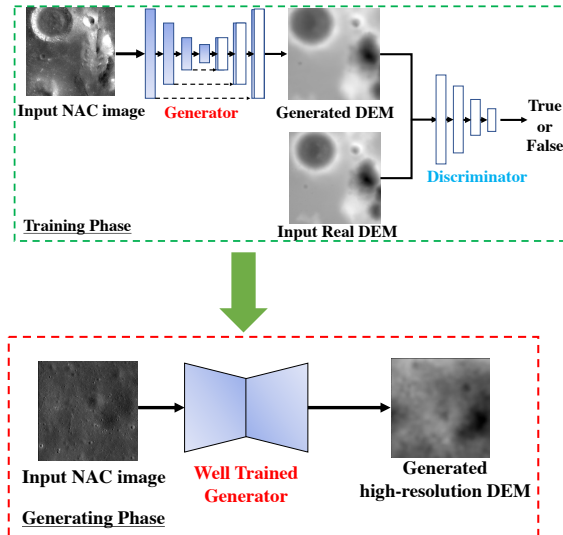 Input NAC image
Generator
Generated DEM
True
or
False
Discriminator
Input Real DEM
Training Phase
Input NAC image
Well Trained
Generator
Generated
high-resolution DEM
Generating Phase